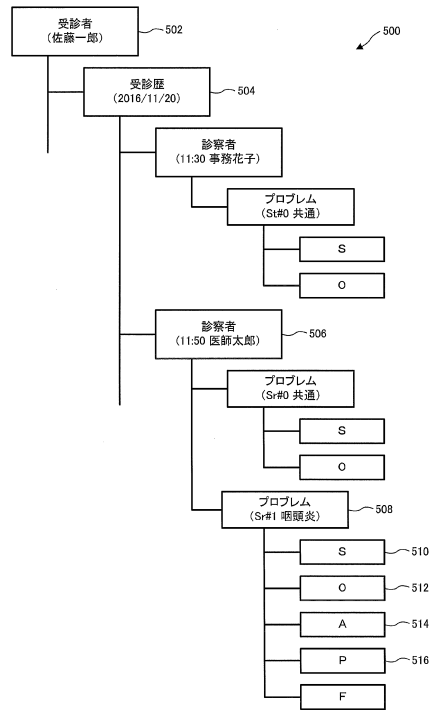 受診者
(佐藤一郎)
502
500
受診歴
(2016/11/20)
504
診察者
(11:30 事務花子)
プロブレム
(St#0 共通)
S
O
診察者
(11:50 医師太郎)
506
プロブレム
(Sr#0 共通)
S
O
プロブレム
(Sr#1 咽頭炎)
508
S
510
O
512
A
514
P
516
F